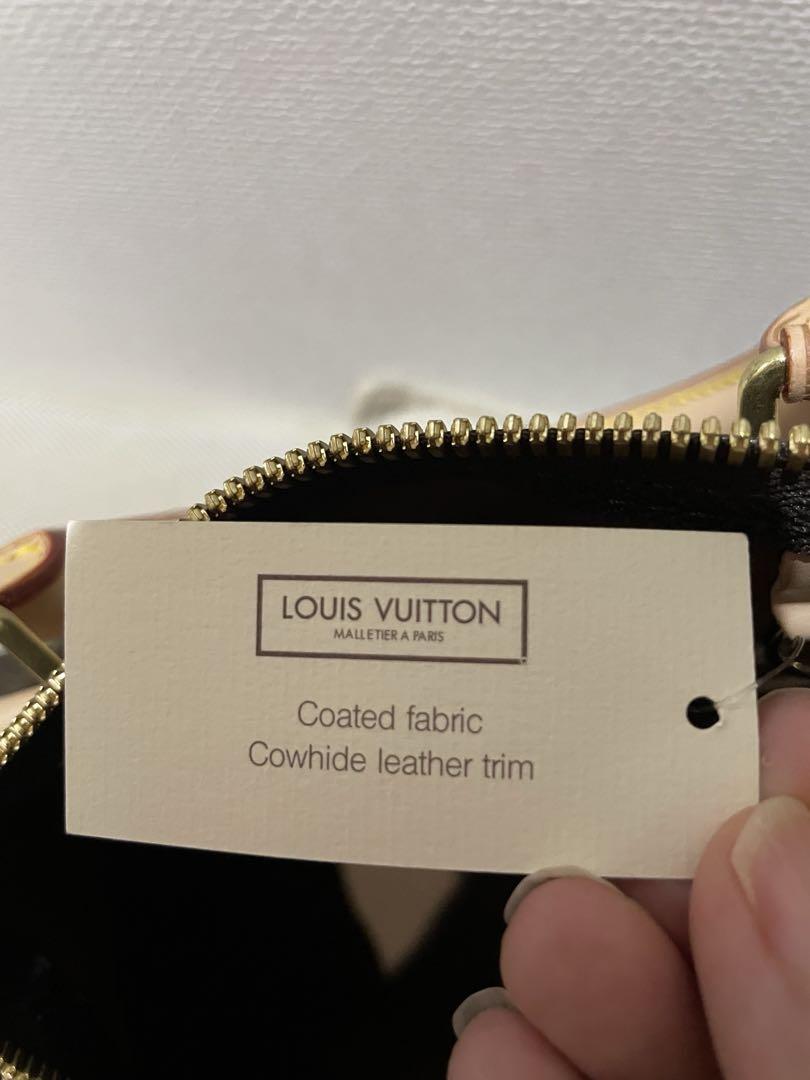 LOUIS VUITTON
MALLETIER A PARIS
Coated fabric
Cowhide leather trim